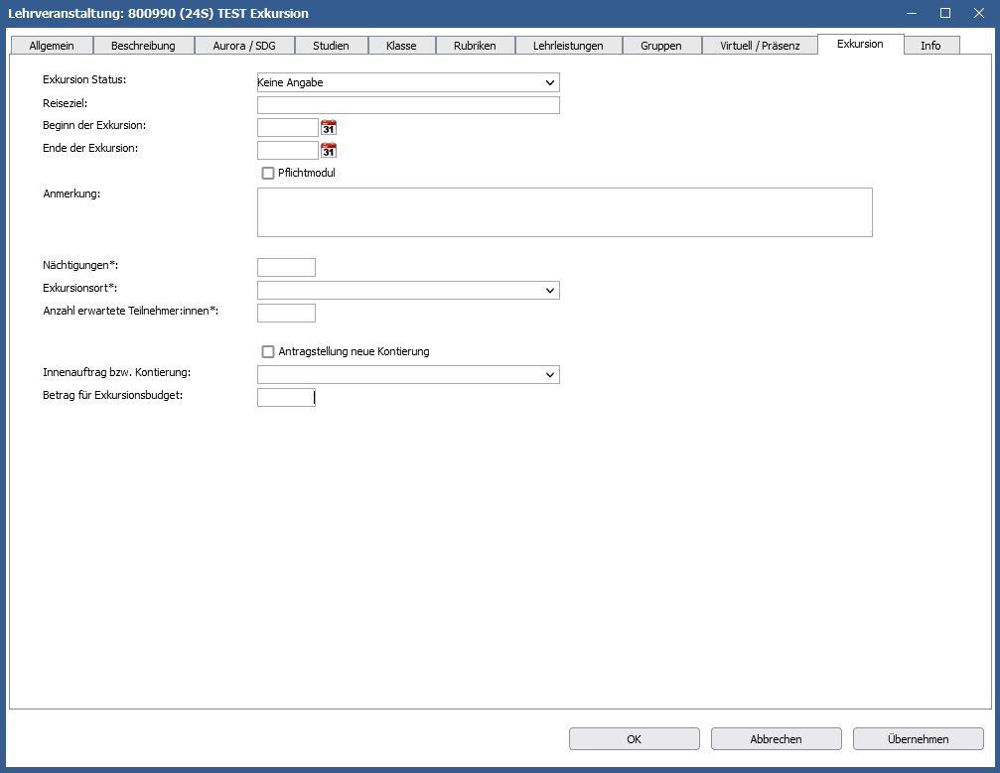 Lehrveranstaltung: 800990 (24S) TEST Exkursion
Allgemein Beschreibung Aurora / SDG Studien Klasse Rubriken Lehrleistungen Gruppen Virtuell / Präsenz Exkursion Info
Exkursion Status: Keine Angabe
Reiseziel:
Beginn der Exkursion: 31
Ende der Exkursion: 31
Pflichtmodul
Anmerkung:
Nächtigungen*:
Exkursionsort*:
Anzahl erwartete Teilnehmer:innen*:
Antragstellung neue Kontierung
Innenauftrag bzw. Kontierung:
Betrag für Exkursionsbudget:
OK Abbrechen Übernehmen